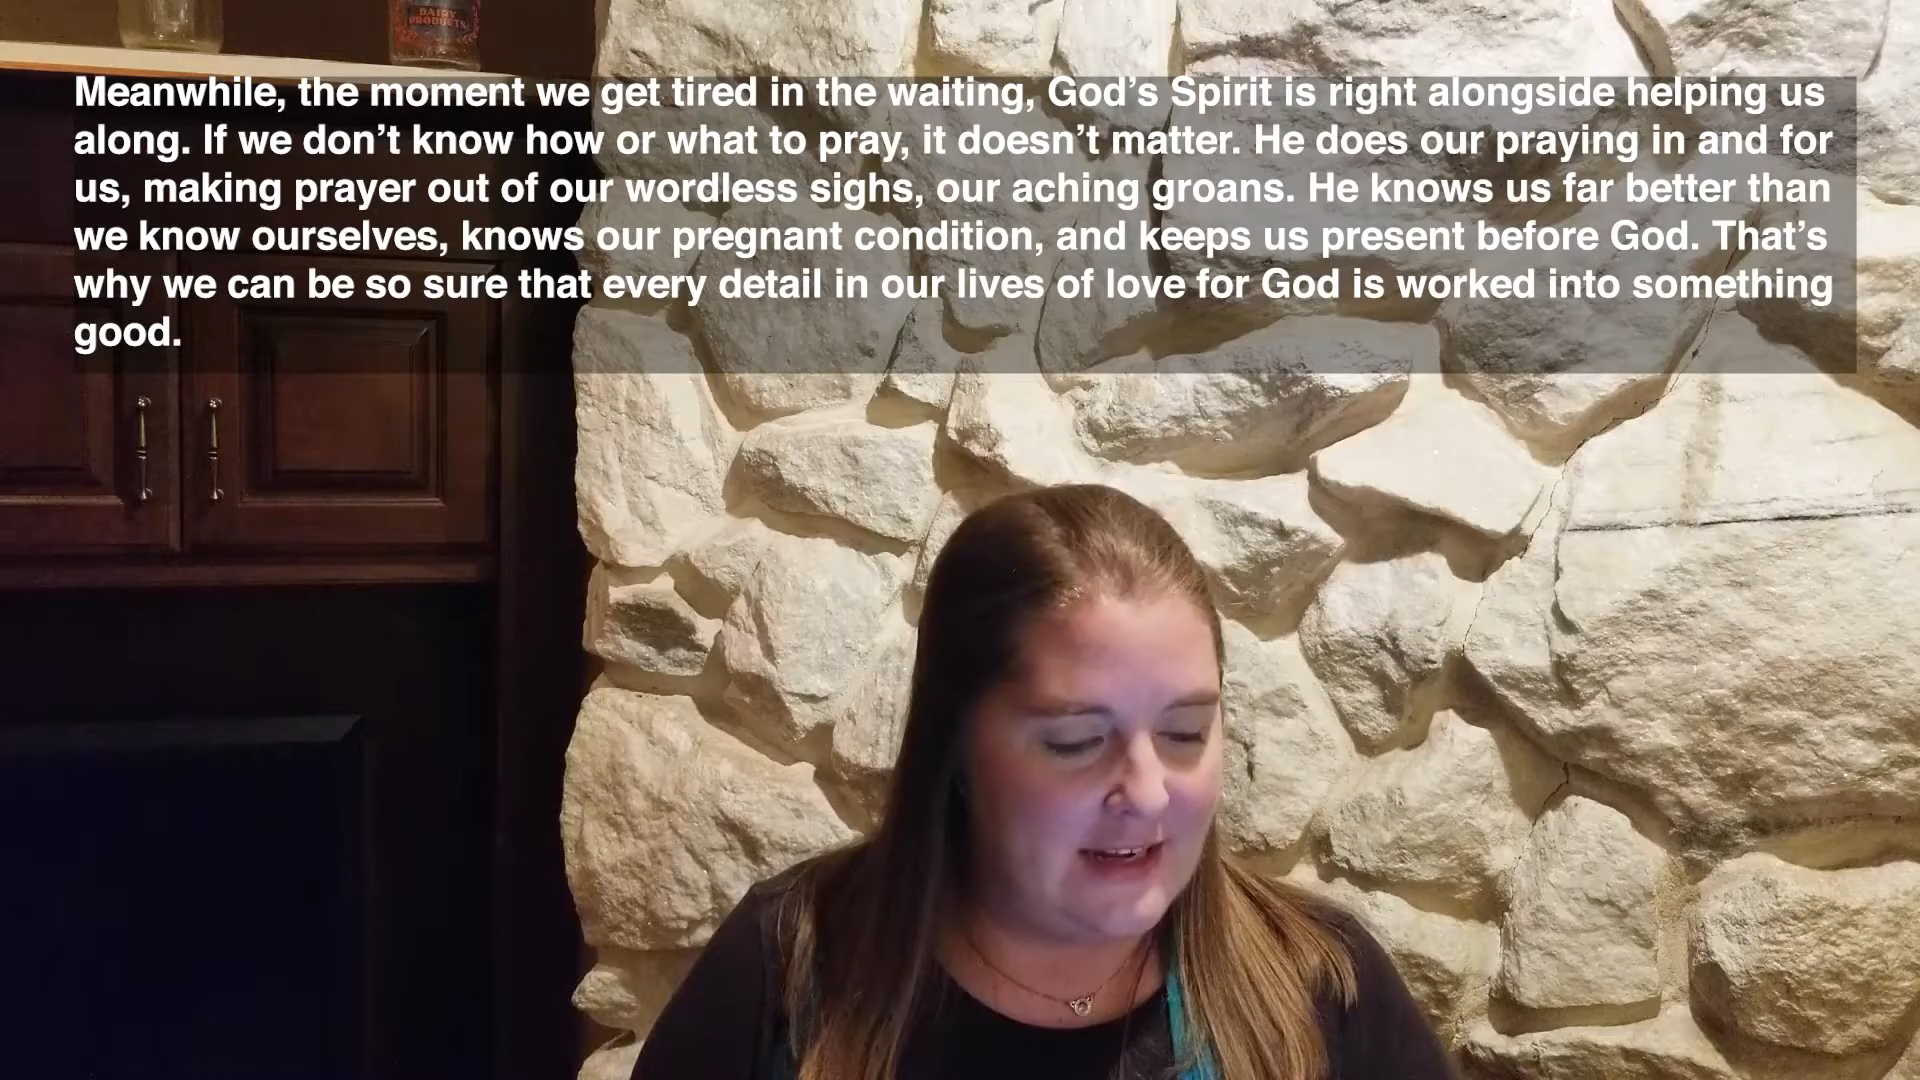 DAIRY
PRODUCTS
Meanwhile, the moment we get tired in the waiting, God’s Spirit is right alongside helping us
along. If we don’t know how or what to pray, it doesn’t matter. He does our praying in and for
us, making prayer out of our wordless sighs, our aching groans. He knows us far better than
we know ourselves, knows our pregnant condition, and keeps us present before God. That’s
why we can be so sure that every detail in our lives of love for God is worked into something
good.